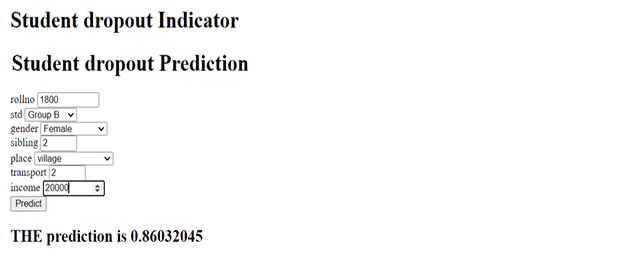 Student dropout Indicator
Student dropout Prediction
rollno 1800
std Group B
gender Female
sibling 2
place village
transport 2
income 20000
Predict
THE prediction is 0.86032045